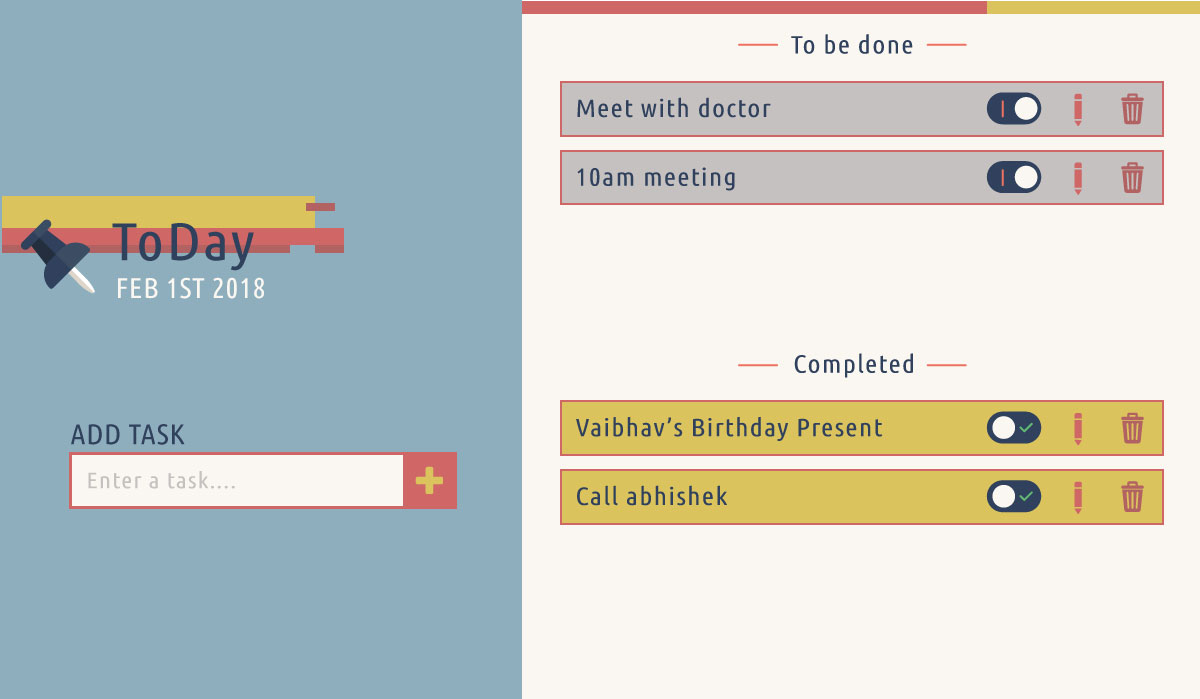 ToDay
FEB 1ST 2018
ADD TASK
Enter a task....
To be done
Meet with doctor
10am meeting
Completed
Vaibhav’s Birthday Present
Call abhishek